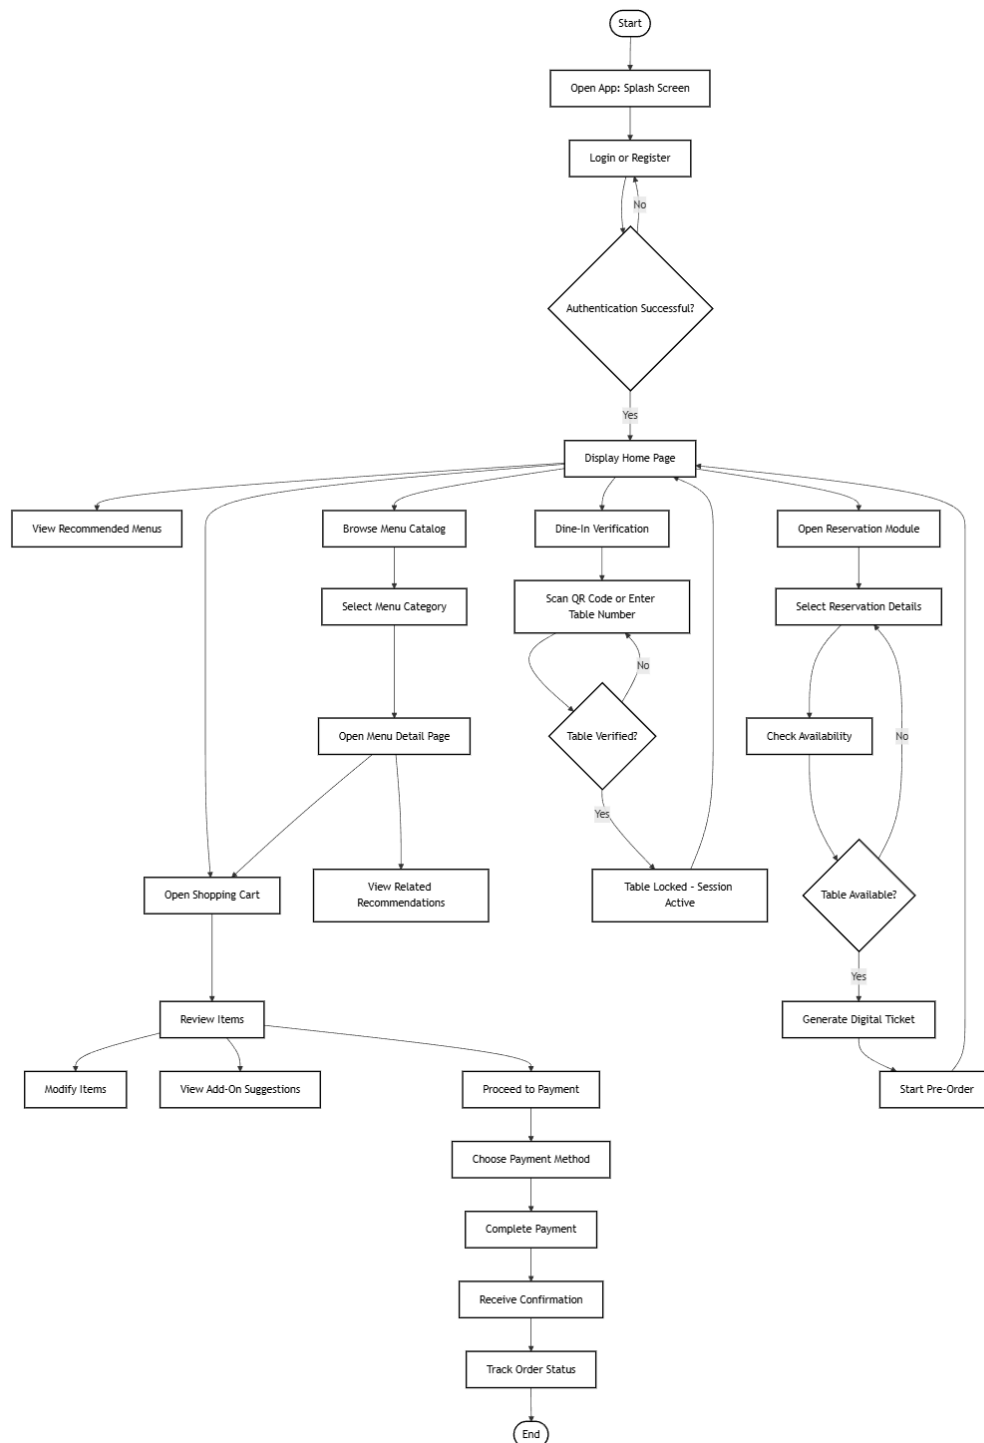 Start
Open App: Splash Screen
Login or Register
No
Authentication Successful?
Yes
Display Home Page
View Recommended Menus
Browse Menu Catalog
Dine-In Verification
Open Reservation Module
Select Menu Category
Scan QR Code or Enter
Table Number
Select Reservation Details
No
Open Menu Detail Page
Table Verified?
Check Availability
No
Yes
Open Shopping Cart
View Related
Recommendations
Table Locked - Session
Active
Table Available?
Yes
Review Items
Generate Digital Ticket
Modify Items
View Add-On Suggestions
Proceed to Payment
Start Pre-Order
Choose Payment Method
Complete Payment
Receive Confirmation
Track Order Status
End